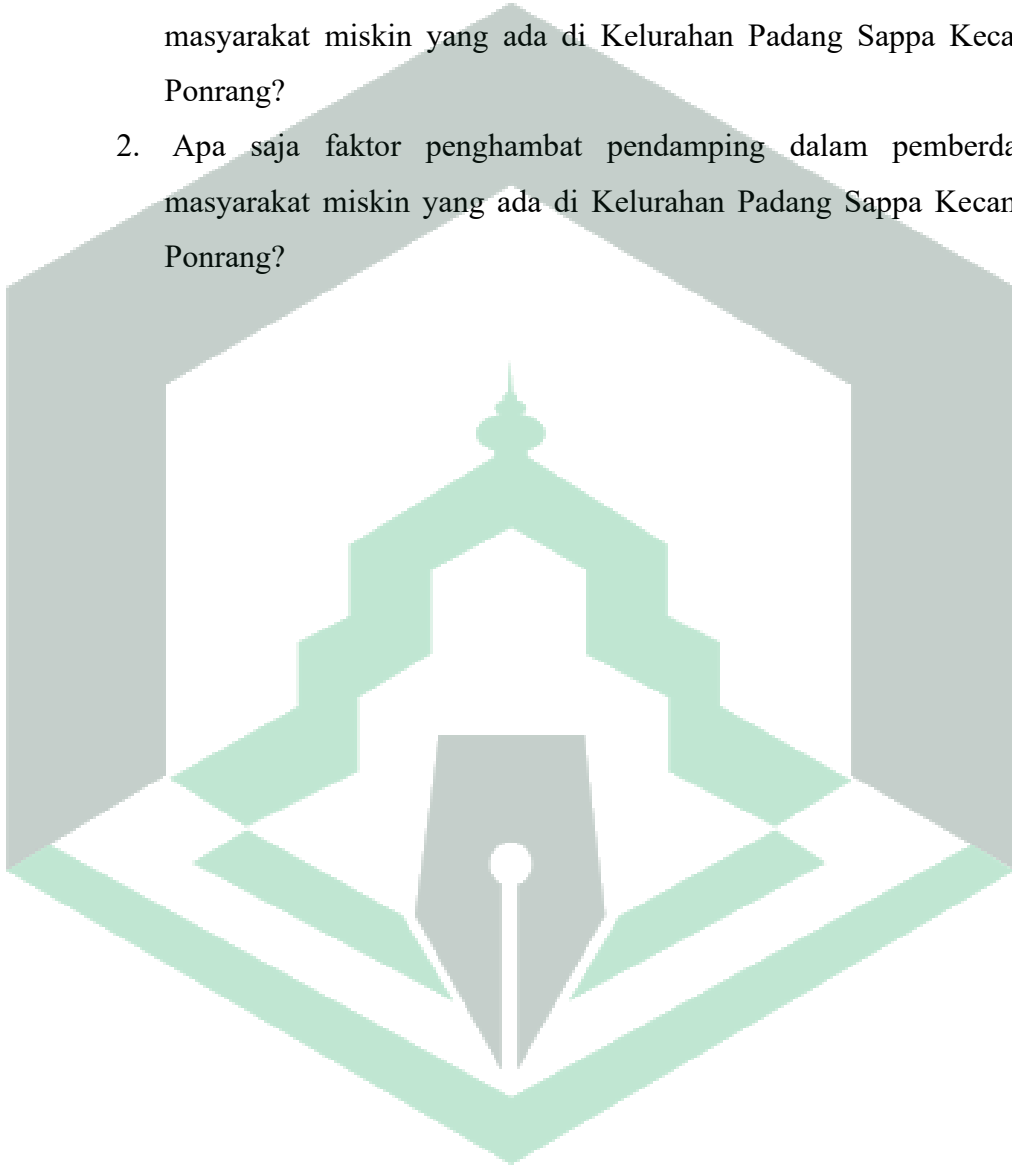 masyarakat miskin yang ada di Kelurahan Padang Sappa
Ponrang?
2. Apa saja faktor penghambat pendamping dalam
masyarakat miskin yang ada di Kelurahan Padang Sappa
Ponrang?